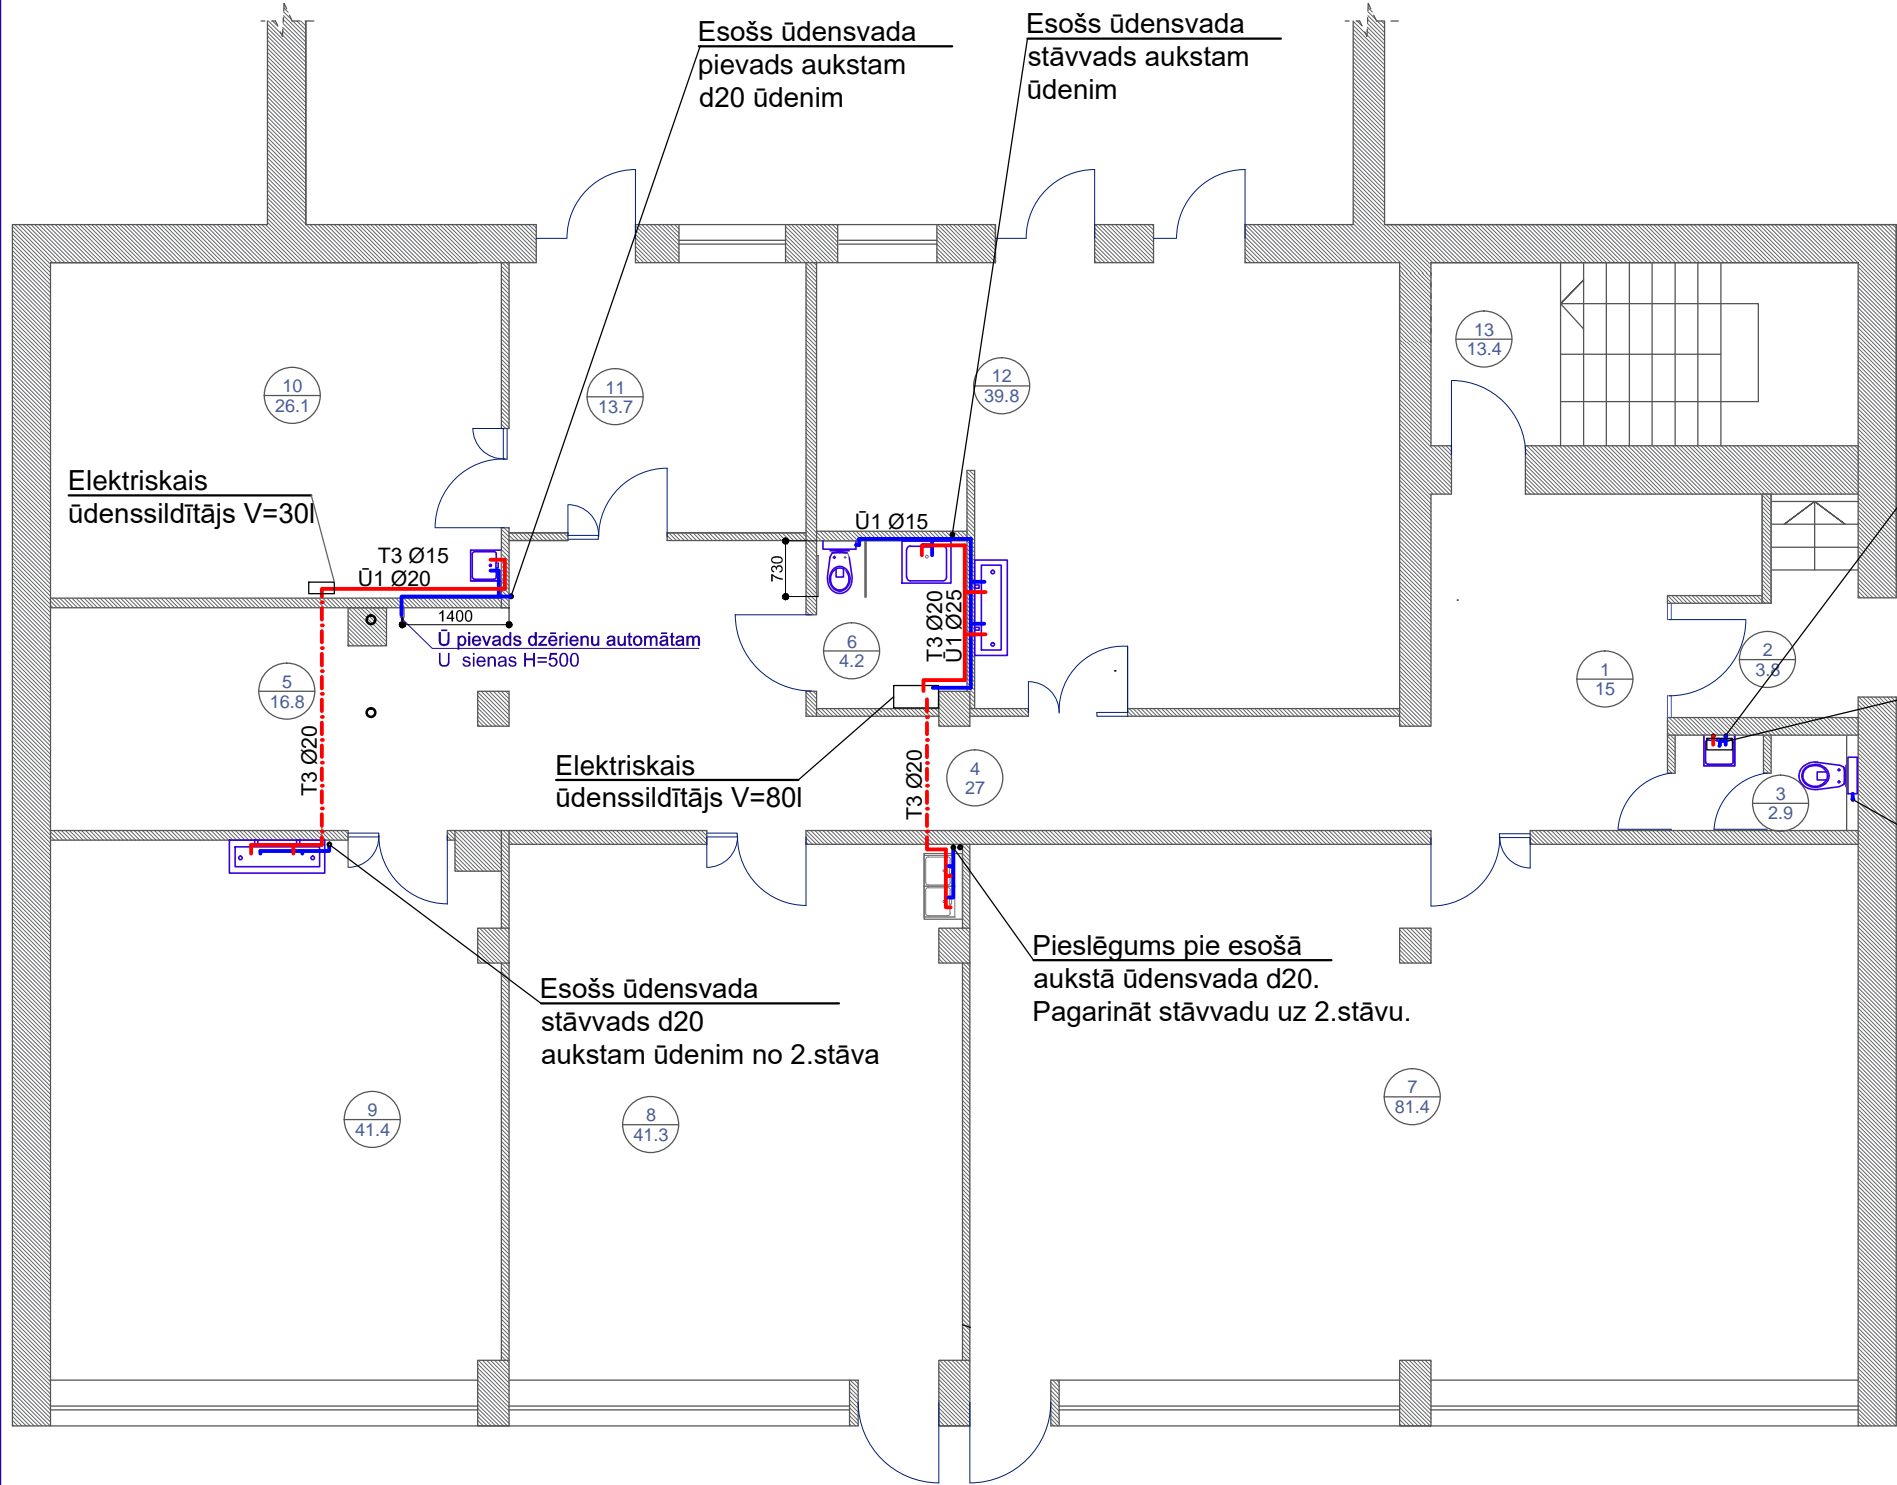 Esošs ūdensvada
pievads aukstam
d20 ūdenim
Esošs ūdensvada
stāvvads aukstam
ūdenim
13
13.4
12
39.8
10
26.1
11
13.7
Elektriskais
ūdenssildītājs V=30l
T3 Ø15
Ū1 Ø20
Ū1 Ø15
730
T3 Ø20
Ū1 Ø25
1400
Ū pievads dzērienu automātam
U sienas H=500
6
4.2
2
3.8
1
15
5
16.8
T3 Ø20
Elektriskais
ūdenssildītājs V=80l
T3 Ø20
4
27
3
2.9
Pieslēgums pie esošā
aukstā ūdensvada d20.
Pagarināt stāvvadu uz 2.stāvu.
Esošs ūdensvada
stāvvads d20
aukstam ūdenim no 2.stāva
9
41.4
8
41.3
7
81.4